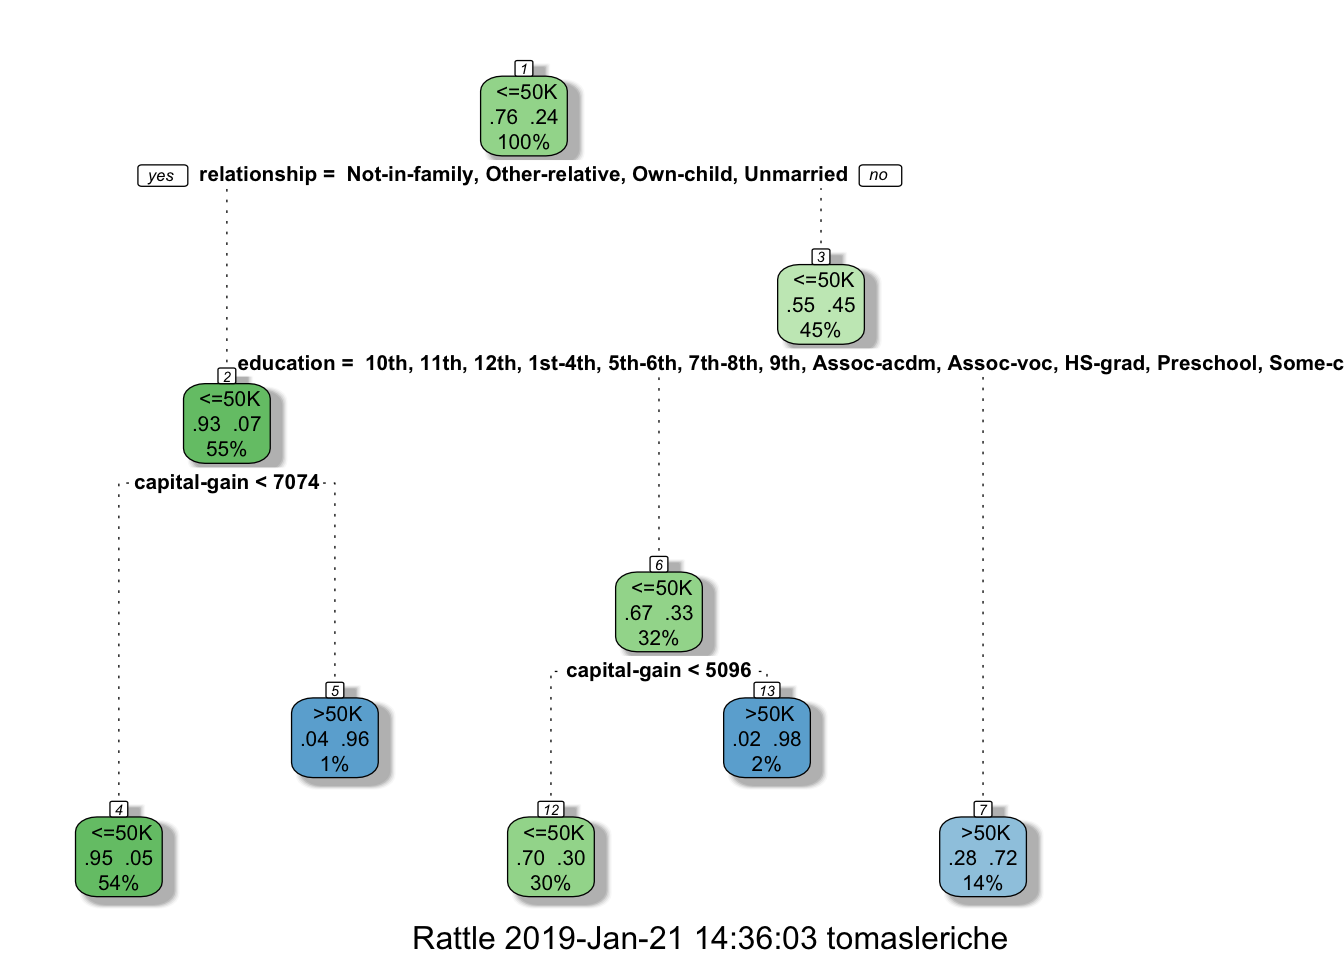 1
<=50K
.76 .24
100%
yes relationship = Not-in-family, Other-relative, Own-child, Unmarried no
3
<=50K
.55 .45
45%
education = 10th, 11th, 12th, 1st-4th, 5th-6th, 7th-8th, 9th, Assoc-acdm, Assoc-voc, HS-grad, Preschool, Some-c
2
<=50K
.93 .07
55%
capital-gain < 7074
6
<=50K
.67 .33
32%
capital-gain < 5096
5
>50K
.04 .96
1%
13
>50K
.02 .98
2%
4
<=50K
.95 .05
54%
12
<=50K
.70 .30
30%
7
>50K
.28 .72
14%
Rattle 2019-Jan-21 14:36:03 tomasleriche